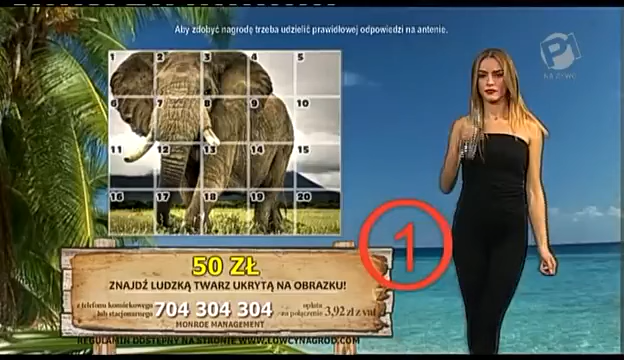 Aby zdobyć nagrodę trzeba udzielić prawidłowej odpowiedzi na antenie.
NA ŻYWO
1 2 3 4 5
6 7 8 9 10
11 12 13 14 15
16 17 18 19 20
1
50 ZŁ
ZNAJDŹ LUDZKĄ TWARZ UKRYTĄ NA OBRAZKU!
z telefonu komórkowego
lub stacjonarnego
704 304 304
opłata
za połączenie 3,92 zł z vat
MONROE MANAGEMENT
REGULAMIN DOSTĘPNY NA STRONIE WWW.LOWCYNAGROD.COM